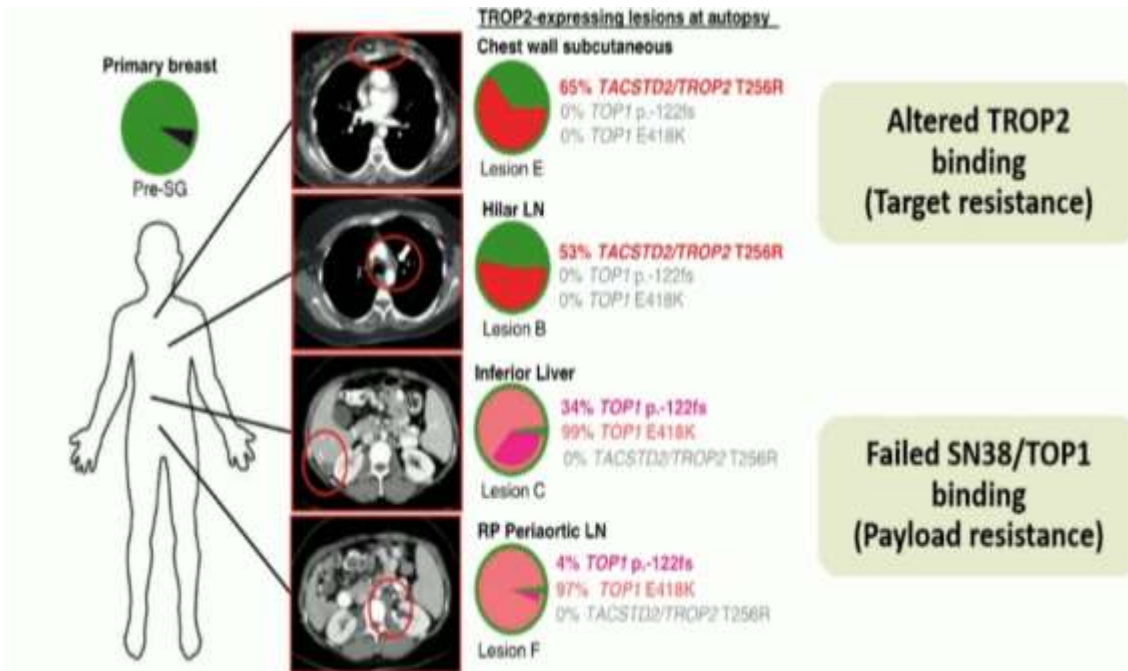 TROP2-expressing lesions at autopsy
Primary breast
Pre-SG
Chest wall subcutaneous
65% TACSTD2/TROP2 T256R
0% TOP1 p.-122fs
0% TOP1 E418K
Lesion E
Hilar LN
53% TACSTD2/TROP2 T256R
0% TOP1 p.-122fs
0% TOP1 E418K
Lesion B
Inferior Liver
34% TOP1 p.-122fs
99% TOP1 E418K
0% TACSTD2/TROP2 T256R
Lesion C
RP Periaortic LN
4% TOP1 p.-122fs
97% TOP1 E418K
0% TACSTD2/TROP2 T256R
Lesion F
Altered TROP2
binding
(Target resistance)
Failed SN38/TOP1
binding
(Payload resistance)